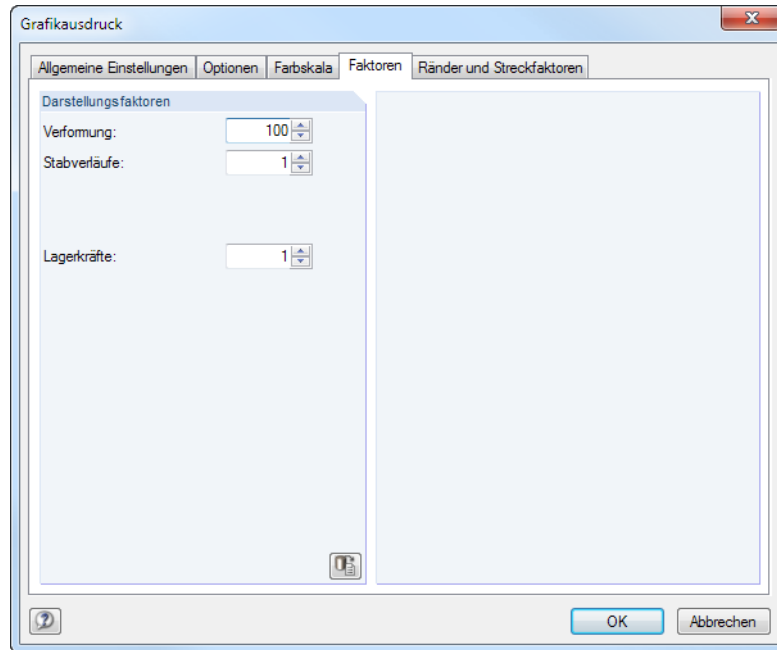 Grafikausdruck
Allgemeine Einstellungen Optionen Farbskala Faktoren Ränder und Streckfaktoren
Darstellungsfaktoren
Verformung: 100
Stabverläufe: 1
Lagerkräfte: 1
OK Abbrechen